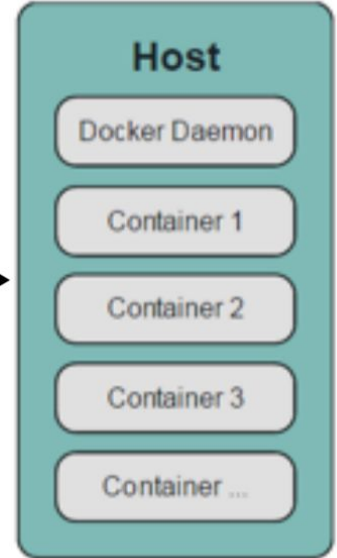 Host
Docker Daemon
Container 1
Container 2
Container 3
Container ...